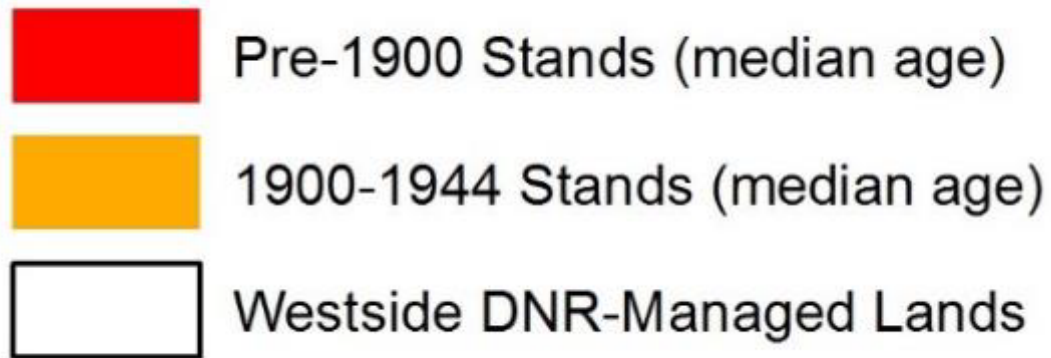 Pre-1900 Stands (median age)
1900-1944 Stands (median age)
Westside DNR-Managed Lands